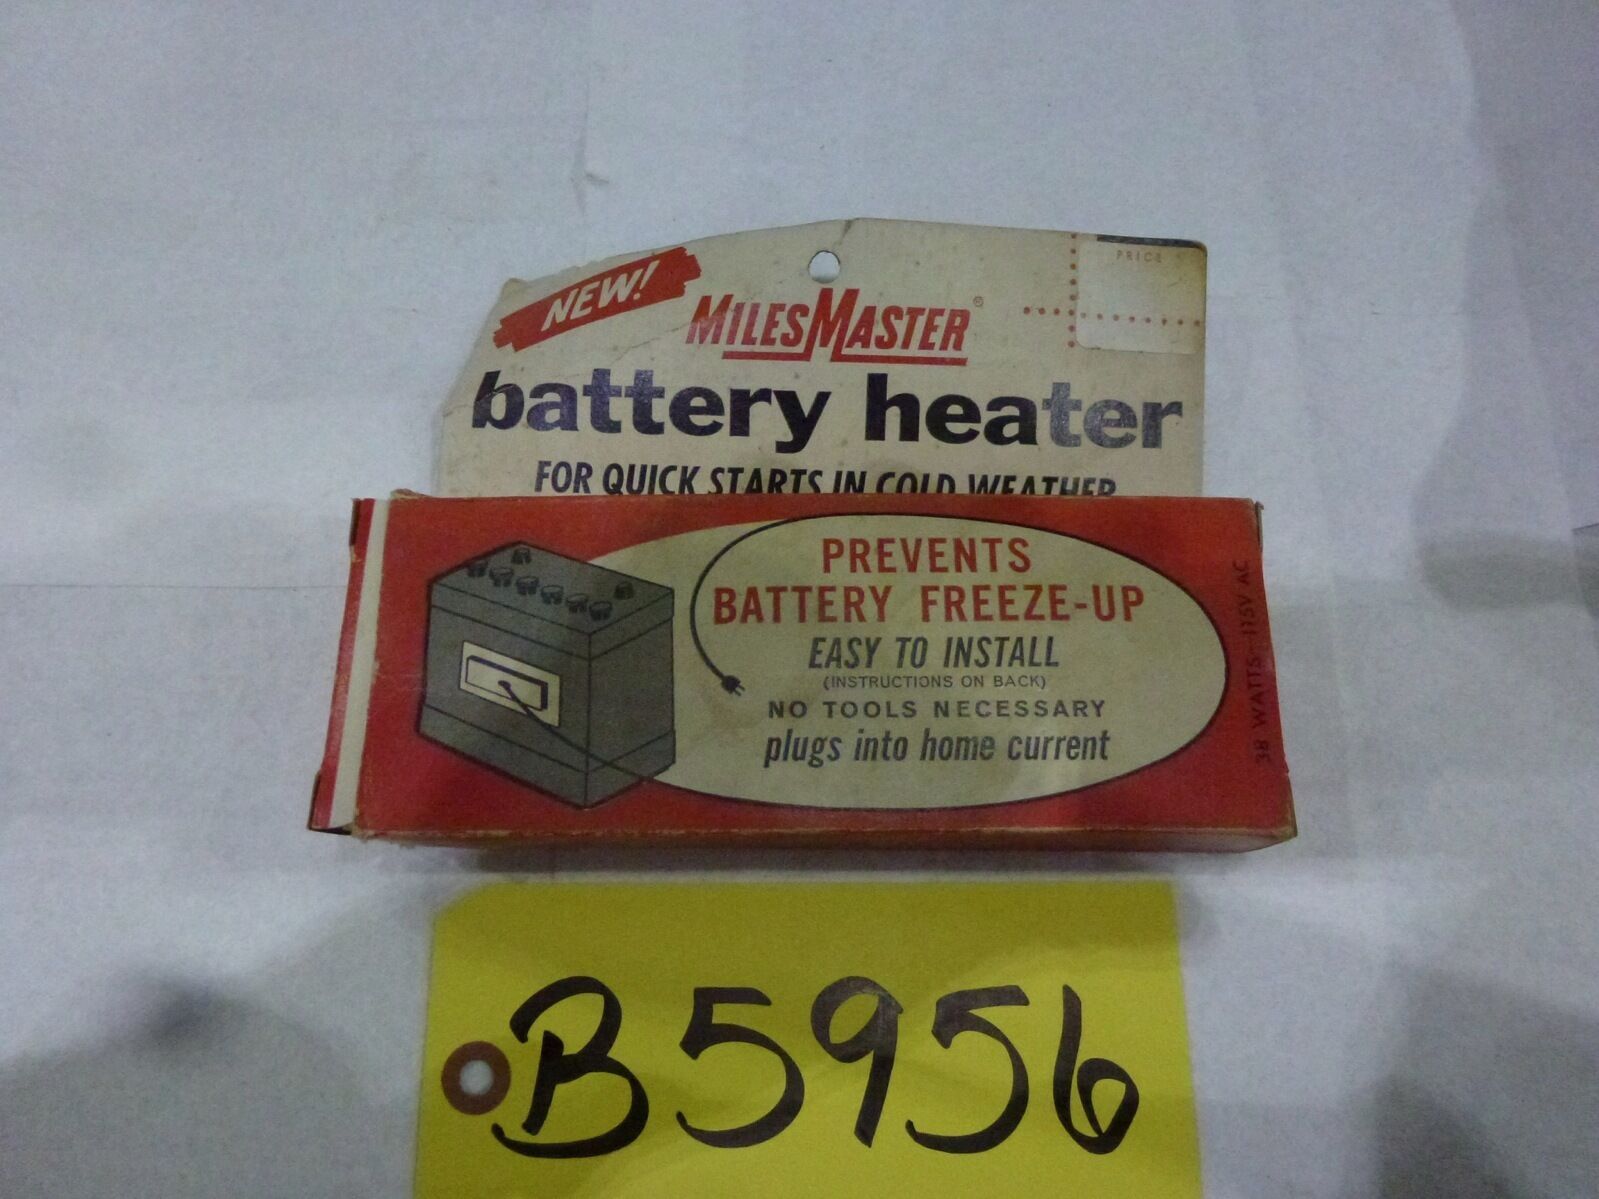 NEW!
MILESMASTER®
PRICE
battery heater
FOR QUICK STARTS IN COLD WEATHER
PREVENTS
BATTERY FREEZE-UP
EASY TO INSTALL
(INSTRUCTIONS ON BACK)
NO TOOLS NECESSARY
plugs into home current
38 WATTS-115V AC
B5956